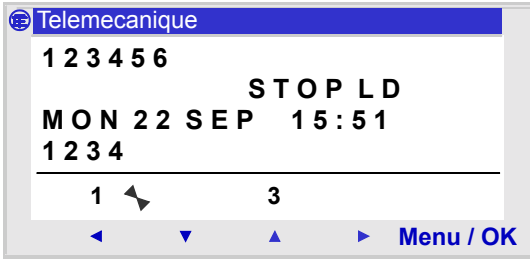 Telemecanique
123456
STOP LD
MON 22 SEP 15:51
1234
1 3
Menu / OK